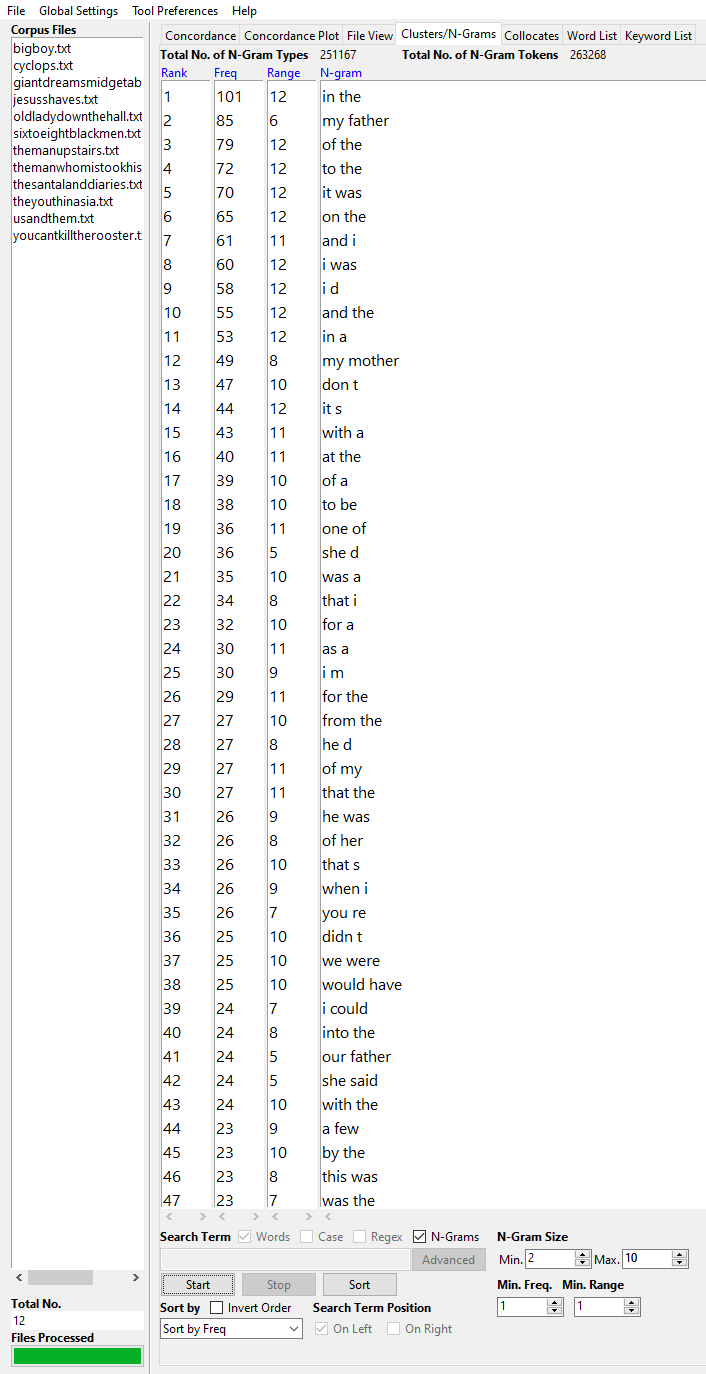 File Global Settings Tool Preferences Help
Corpus Files
bigboy.txt
cyclops.txt
giantdreamsmidgetab
jesusshaves.txt
oldladydownthehall.txt
sixtoeightblackmen.txt
themanupstairs.txt
themanwhomistookhis
thesantalanddiaries.txt
theyouthinasia.txt
usandthem.txt
youcantkilltherooster.t
Total No.
12
Files Processed
Concordance Concordance Plot File View Clusters/N-Grams Collocates Word List Keyword List
Total No. of N-Gram Types 251167 Total No. of N-Gram Tokens 263268
Rank Freq Range N-gram
1 101 12 in the
2 85 6 my father
3 79 12 of the
4 72 12 to the
5 70 12 it was
6 65 12 on the
7 61 11 and i
8 60 12 i was
9 58 12 i d
10 55 12 and the
11 53 12 in a
12 49 8 my mother
13 47 10 don t
14 44 12 it s
15 43 11 with a
16 40 11 at the
17 39 10 of a
18 38 10 to be
19 36 11 one of
20 36 5 she d
21 35 10 was a
22 34 8 that i
23 32 10 for a
24 30 11 as a
25 30 9 i m
26 29 11 for the
27 27 10 from the
28 27 8 he d
29 27 11 of my
30 27 11 that the
31 26 9 he was
32 26 8 of her
33 26 10 that s
34 26 9 when i
35 26 7 you re
36 25 10 didn t
37 25 10 we were
38 25 10 would have
39 24 7 i could
40 24 8 into the
41 24 5 our father
42 24 5 she said
43 24 10 with the
44 23 9 a few
45 23 10 by the
46 23 8 this was
47 23 7 was the
Search Term Words Case Regex N-Grams N-Gram Size
Advanced Min. 2 Max. 10
Start Stop Sort Min. Freq. Min. Range
Sort by Invert Order Search Term Position 1 1
Sort by Freq On Left On Right